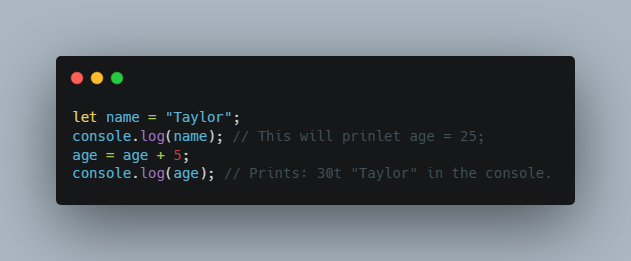 let name = "Taylor";
console.log(name); // This will prinlet age = 25;
age = age + 5;
console.log(age); // Prints: 30t "Taylor" in the console.